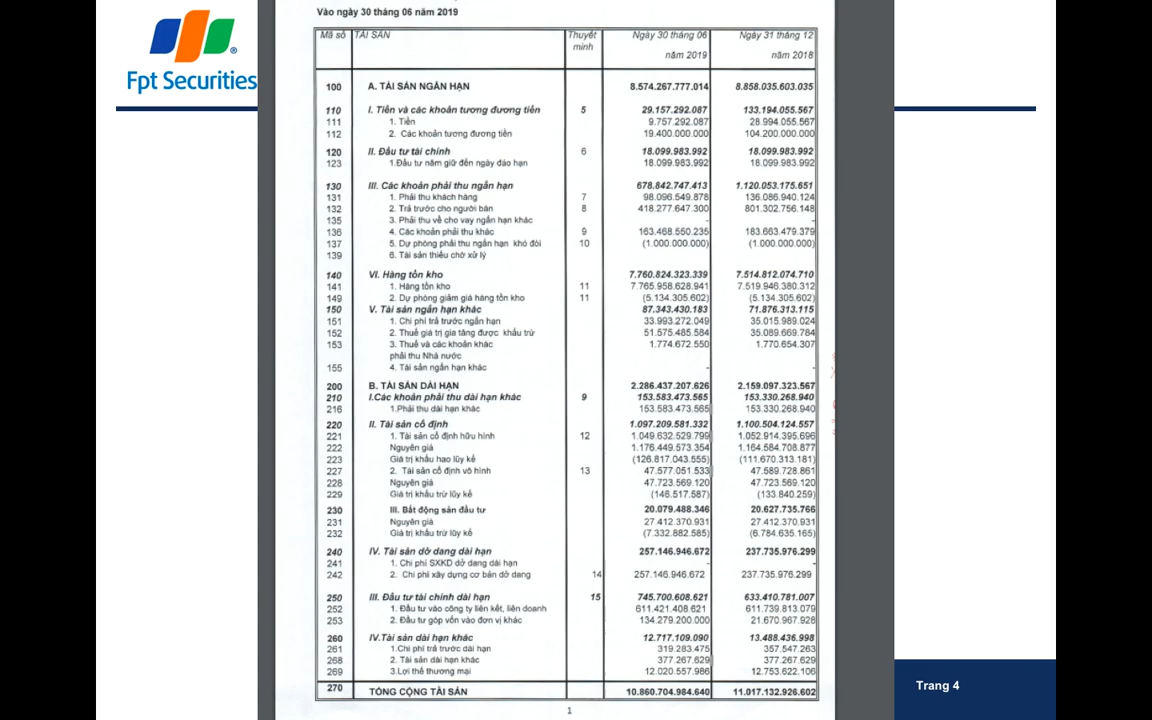 Fpt Securities
Vào ngày 30 tháng 06 năm 2019
Mã số TÀI SẢN Thuyết minh Ngày 30 tháng 06 năm 2019 Ngày 31 tháng 12 năm 2018
100 A. TÀI SẢN NGẮN HẠN 8.574.267.777.014 8.858.035.603.035
110 I. Tiền và các khoản tương đương tiền 5 29.157.292.087 133.194.055.567
111 1. Tiền 9.757.292.087 28.994.055.567
112 2. Các khoản tương đương tiền 19.400.000.000 104.200.000.000
120 II. Đầu tư tài chính 6 18.099.983.992 18.099.983.992
123 1.Đầu tư nắm giữ đến ngày đáo hạn 18.099.983.992 18.099.983.992
130 III. Các khoản phải thu ngắn hạn 678.842.747.413 1.120.053.175.651
131 1. Phải thu khách hàng 7 98.096.549.878 136.086.940.124
132 2. Trả trước cho người bán 8 418.277.647.300 801.302.756.148
135 3. Phải thu về cho vay ngắn hạn khác - -
136 4. Các khoản phải thu khác 9 163.468.550.235 183.663.479.379
137 5. Dự phòng phải thu ngắn hạn khó đòi 10 (1.000.000.000) (1.000.000.000)
139 6. Tài sản thiếu chờ xử lý
140 VI. Hàng tồn kho 7.760.824.323.339 7.514.812.074.710
141 1. Hàng tồn kho 11 7.765.958.628.941 7.519.946.380.312
149 2. Dự phòng giảm giá hàng tồn kho 11 (5.134.305.602) (5.134.305.602)
150 V. Tài sản ngắn hạn khác 87.343.430.183 71.876.313.115
151 1. Chi phí trả trước ngắn hạn 33.993.272.049 35.015.989.024
152 2. Thuế giá trị gia tăng được khấu trừ 51.575.485.584 35.089.669.784
153 3. Thuế và các khoản khác 1.774.672.550 1.770.654.307
phải thu Nhà nước
155 4. Tài sản ngắn hạn khác - -
200 B. TÀI SẢN DÀI HẠN 2.286.437.207.626 2.159.097.323.567
210 I.Các khoản phải thu dài hạn khác 9 153.583.473.565 153.330.268.940
216 1.Phải thu dài hạn khác 153.583.473.565 153.330.268.940
220 II. Tài sản cố định 1.097.209.581.332 1.100.504.124.557
221 1. Tài sản cố định hữu hình 12 1.049.632.529.799 1.052.914.395.696
222 Nguyên giá 1.176.449.573.354 1.164.584.708.877
223 Giá trị khấu hao lũy kế (126.817.043.555) (111.670.313.181)
227 2. Tài sản cố định vô hình 13 47.577.051.533 47.589.728.861
228 Nguyên giá 47.723.569.120 47.723.569.120
229 Giá trị khấu trừ lũy kế (146.517.587) (133.840.259)
230 III. Bất động sản đầu tư 20.079.488.346 20.627.735.766
231 Nguyên giá 27.412.370.931 27.412.370.931
232 Giá trị khấu trừ lũy kế (7.332.882.585) (6.784.635.165)
240 IV. Tài sản dở dang dài hạn 257.146.946.672 237.735.976.299
241 1. Chi phí SXKD dở dang dài hạn - -
242 2. Chi phí xây dựng cơ bản dở dang 14 257.146.946.672 237.735.976.299
250 III. Đầu tư tài chính dài hạn 15 745.700.608.621 633.410.781.007
252 1. Đầu tư vào công ty liên kết, liên doanh 611.421.408.621 611.739.813.079
253 2. Đầu tư góp vốn vào đơn vị khác 134.279.200.000 21.670.967.928
260 IV.Tài sản dài hạn khác 12.717.109.090 13.488.436.998
261 1.Chi phí trả trước dài hạn 319.283.475 357.547.263
268 2. Tài sản dài hạn khác 377.267.629 377.267.629
269 3.Lợi thế thương mại 12.020.557.986 12.753.622.106
270 TỔNG CỘNG TÀI SẢN 10.860.704.984.640 11.017.132.926.602
1
Trang 4